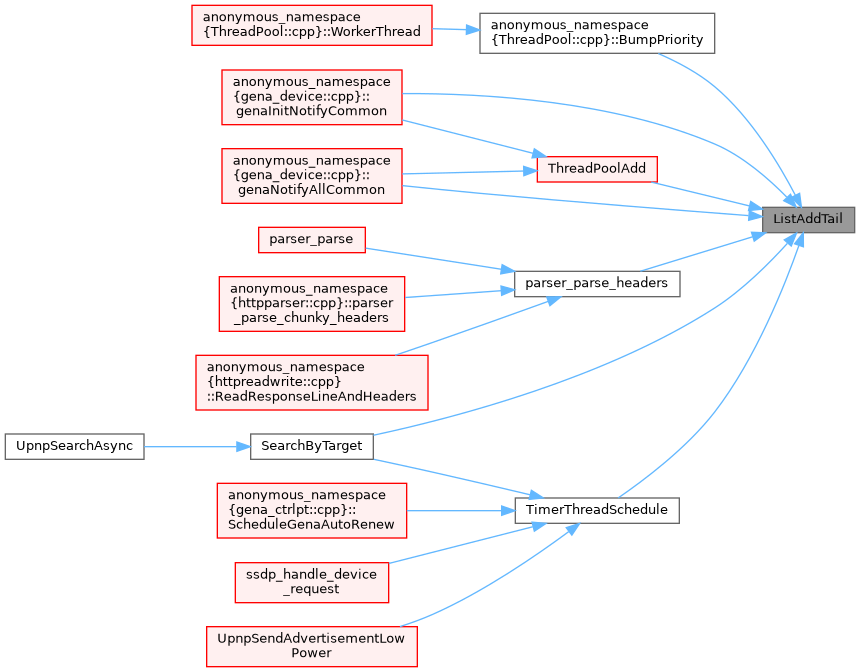 anonymous_namespace
{ThreadPool::cpp}::WorkerThread
anonymous_namespace
{ThreadPool::cpp}::BumpPriority
anonymous_namespace
{gena_device::cpp}::
genaInitNotifyCommon
anonymous_namespace
{gena_device::cpp}::
genaNotifyAllCommon
ThreadPoolAdd
ListAddTail
parser_parse
anonymous_namespace
{httpparser::cpp}::parser
_parse_chunky_headers
parser_parse_headers
anonymous_namespace
{httpreadwrite::cpp}
::ReadResponseLineAndHeaders
UpnpSearchAsync
SearchByTarget
anonymous_namespace
{gena_ctrlpt::cpp}::
ScheduleGenaAutoRenew
TimerThreadSchedule
ssdp_handle_device
_request
UpnpSendAdvertisementLow
Power